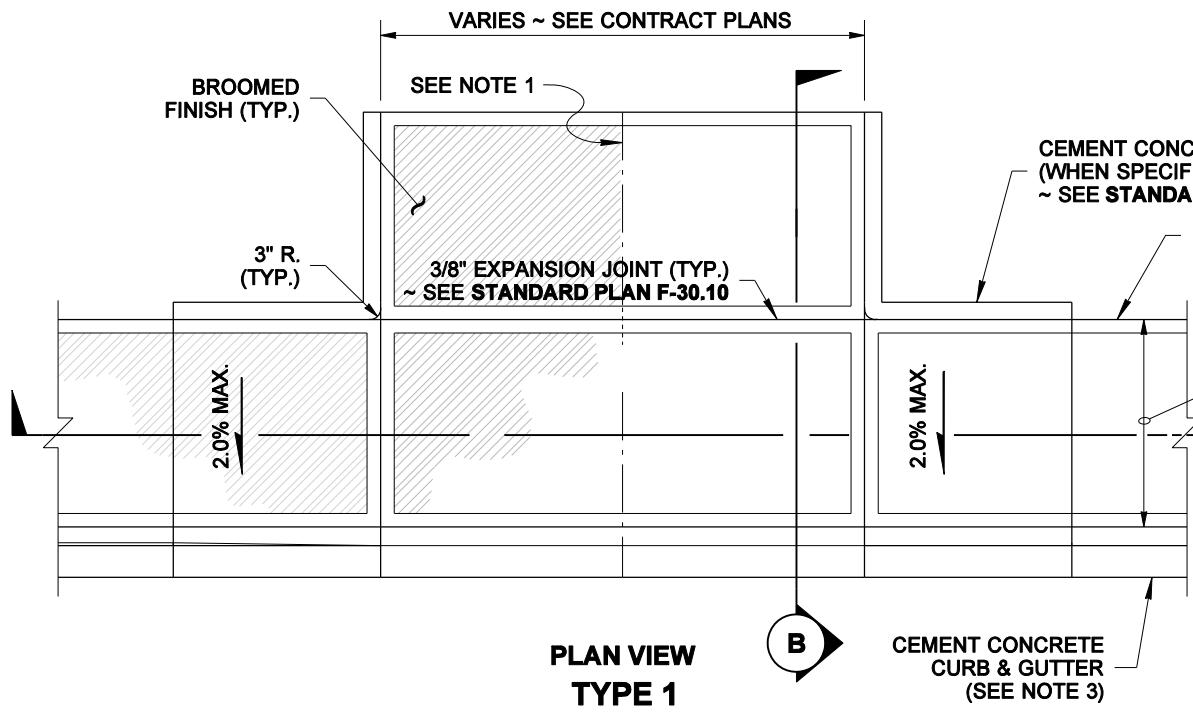 VARIES ~ SEE CONTRACT PLANS
BROOMED
FINISH (TYP.)
SEE NOTE 1
CEMENT CONC
(WHEN SPECIF
~ SEE STANDA
3" R.
(TYP.)
3/8" EXPANSION JOINT (TYP.)
~ SEE STANDARD PLAN F-30.10
2.0% MAX.
2.0% MAX.
B
PLAN VIEW
TYPE 1
CEMENT CONCRETE
CURB & GUTTER
(SEE NOTE 3)